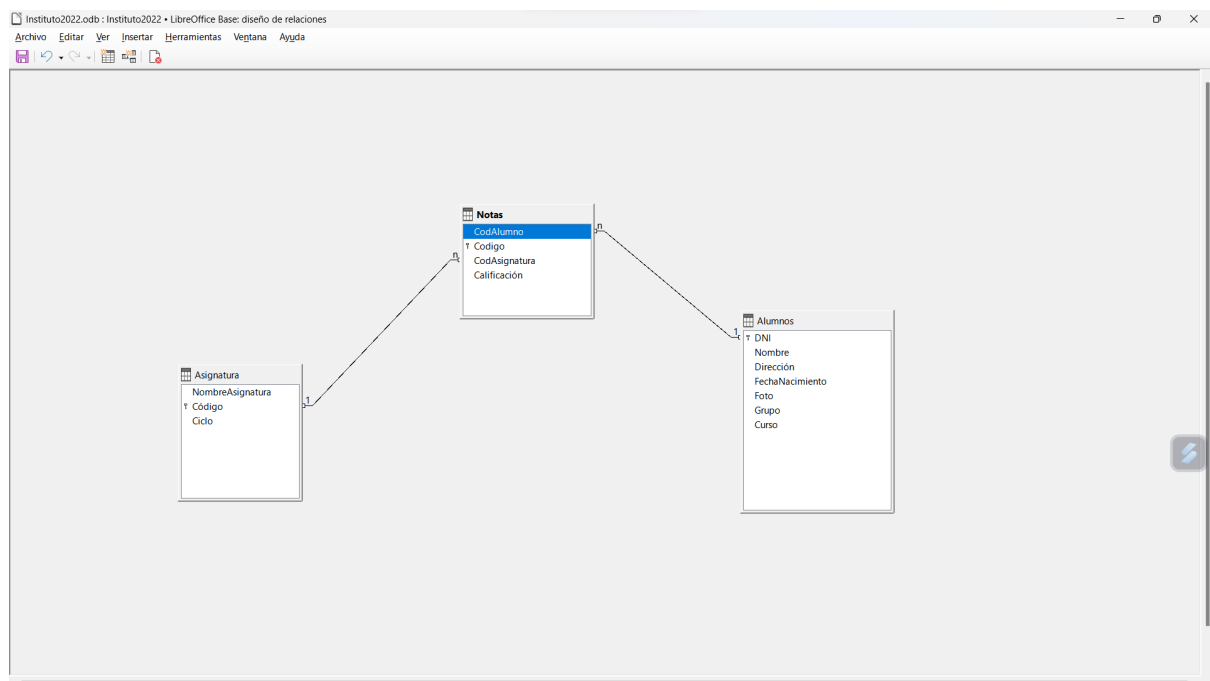 Instituto2022.odb : Instituto2022 • LibreOffice Base: diseño de relaciones
Archivo Editar Ver Insertar Herramientas Ventana Ayuda
Notas
CodAlumno
Codigo
CodAsignatura
Calificación
n
n
Alumnos
DNI
Nombre
Dirección
FechaNacimiento
Foto
Grupo
Curso
1
Asignatura
NombreAsignatura
Código
Ciclo
1